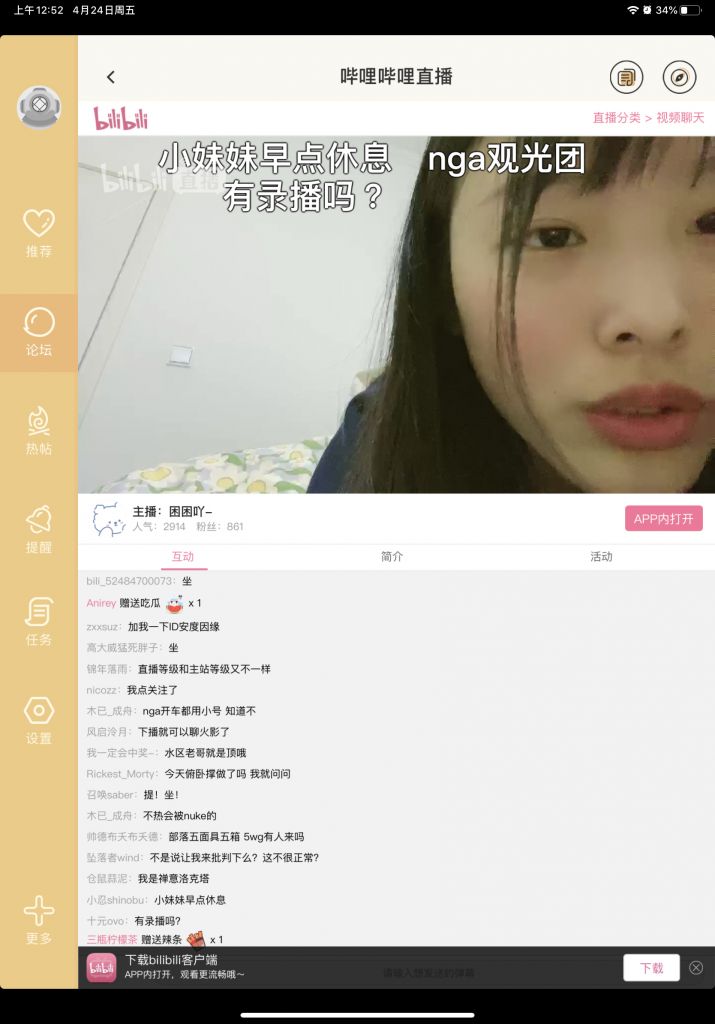 上午12:52 4月24日周五
34%
哔哩哔哩直播
bilibili
直播分类 > 视频聊天
小妹妹早点休息 nga观光团
bilibili 直播
有录播吗？
推荐
论坛
热帖
提醒
任务
设置
更多
主播：困困吖-
人气：2914 粉丝：861
APP内打开
互动 简介 活动
bili_52484700073：坐
Anirey 赠送吃瓜 x 1
zxxsuz：加我一下ID安度因缘
高大威猛死胖子：坐
锦年落雨：直播等级和主站等级又不一样
nicozz：我点关注了
木已_成舟：nga开车都用小号 知道不
风启泠月：下播就可以聊火影了
我一定会中奖~：水区老哥就是顶哦
Rickest_Morty：今天俯卧撑做了吗 我就问问
召唤saber：提！坐！
木已_成舟：不热会被nuke的
帅德布夭布夭德：部落五面具五箱 5wg有人来吗
坠落者wind：不是说让我来批判下么？这不很正常？
仓鼠蒜泥：我是禅意洛克塔
小忍shinobu：小妹妹早点休息
十元ovo：有录播吗?
三瓶柠檬茶 赠送辣条 x 1
bilibili
下载bilibili客户端
APP内打开，观看更流畅哦～
请输入想发送的弹幕
下载